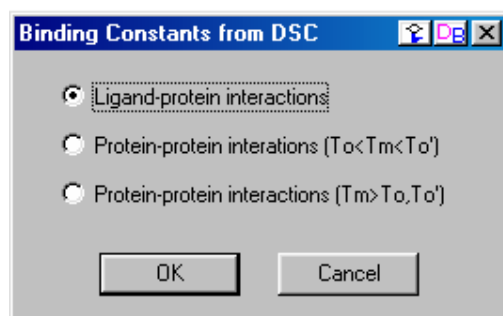 Binding Constants from DSC DB
Ligand-protein interactions
Protein-protein interations (To<Tm<To')
Protein-protein interactions (Tm>To,To')
OK Cancel